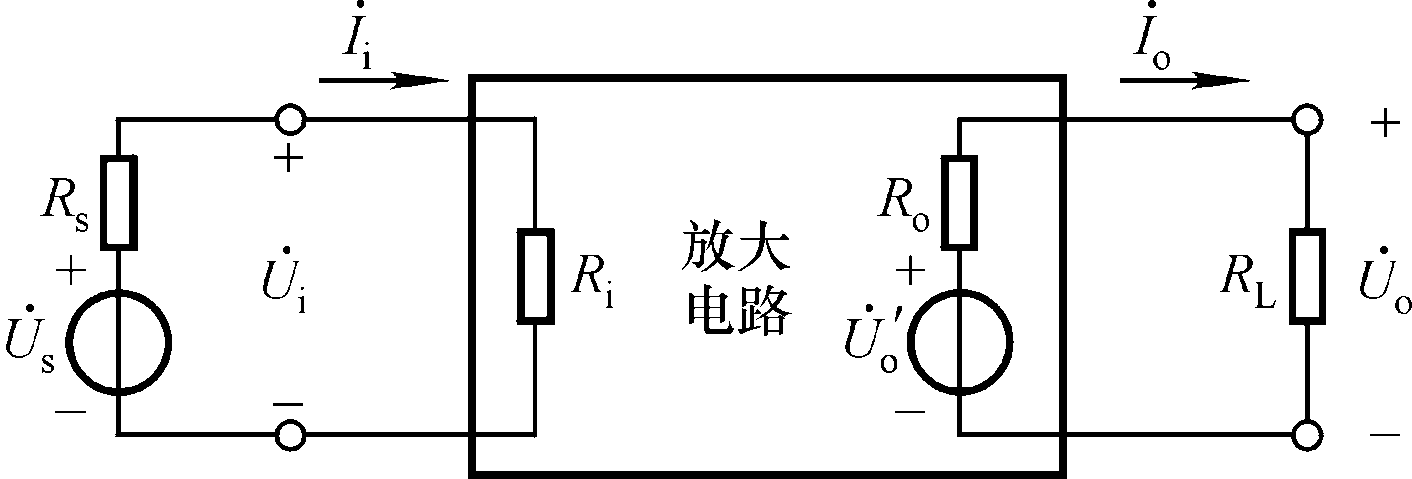 İi
İo
+
+
Rs
Ro
放大
+
+
U̇i
Ri
电路
RL
U̇o
U̇s
U̇o′
−
−
−
−